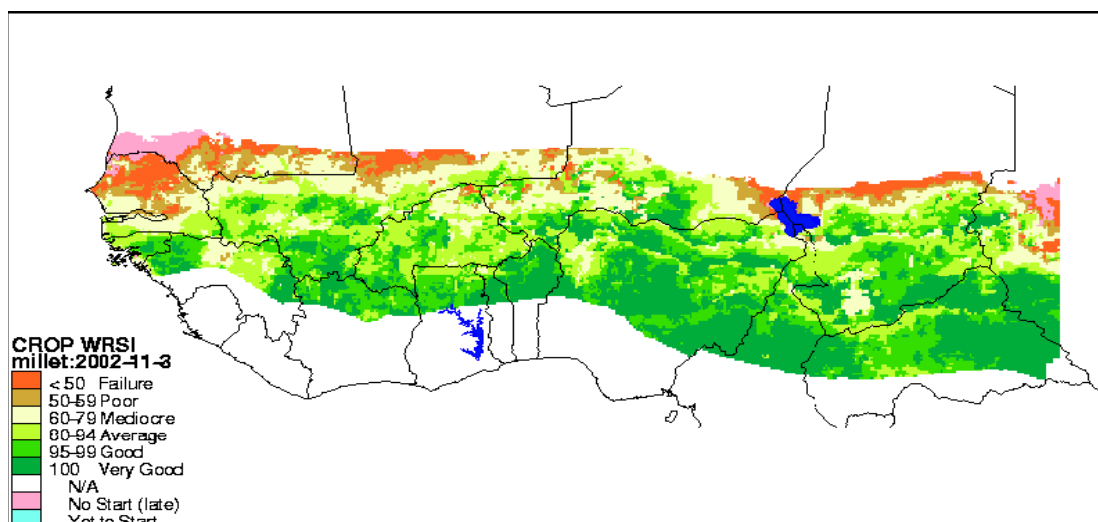 CROP WRSI
millet:2002-11-3
<50 Failure
50-59 Poor
60-79 Mediocre
80-94 Average
95-99 Good
100 Very Good
N/A
No Start (late)
Yet to Start